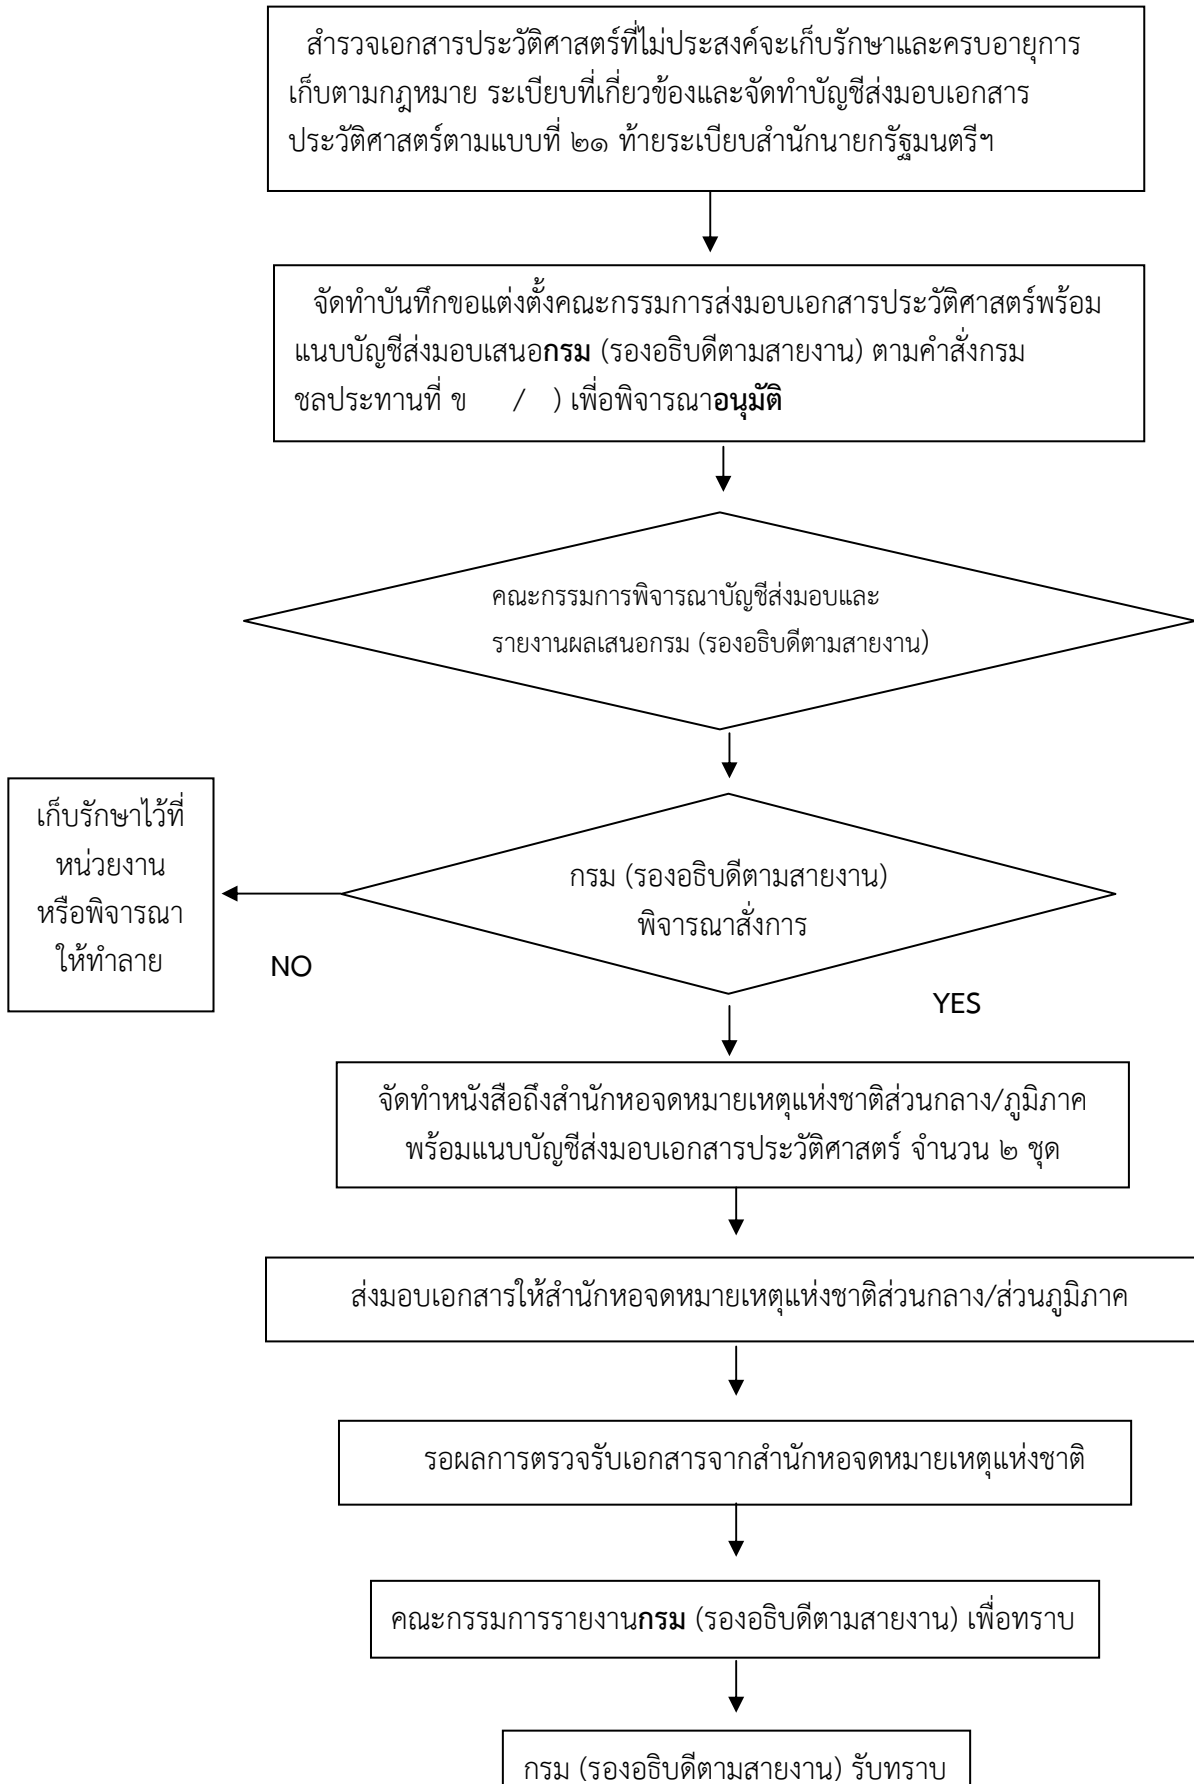 สำรวจเอกสารประวัติศาสตร์ที่ไม่ประสงค์จะเก็บรักษาและครบอายุการ
เก็บตามกฎหมาย ระเบียบที่เกี่ยวข้องและจัดทำบัญชีส่งมอบเอกสาร
ประวัติศาสตร์ตามแบบที่ ๒๑ ท้ายระเบียบสำนักนายกรัฐมนตรีฯ
จัดทำบันทึกขอแต่งตั้งคณะกรรมการส่งมอบเอกสารประวัติศาสตร์พร้อม
แนบบัญชีส่งมอบเสนอกรม (รองอธิบดีตามสายงาน) ตามคำสั่งกรม
ชลประทานที่ ข / ) เพื่อพิจารณาอนุมัติ
คณะกรรมการพิจารณาบัญชีส่งมอบและ
รายงานผลเสนอกรม (รองอธิบดีตามสายงาน)
กรม (รองอธิบดีตามสายงาน)
พิจารณาสั่งการ
เก็บรักษาไว้ที่
หน่วยงาน
หรือพิจารณา
ให้ทำลาย
NO
YES
จัดทำหนังสือถึงสำนักหอจดหมายเหตุแห่งชาติส่วนกลาง/ภูมิภาค
พร้อมแนบบัญชีส่งมอบเอกสารประวัติศาสตร์ จำนวน ๒ ชุด
ส่งมอบเอกสารให้สำนักหอจดหมายเหตุแห่งชาติส่วนกลาง/ส่วนภูมิภาค
รอผลการตรวจรับเอกสารจากสำนักหอจดหมายเหตุแห่งชาติ
คณะกรรมการรายงานกรม (รองอธิบดีตามสายงาน) เพื่อทราบ
กรม (รองอธิบดีตามสายงาน) รับทราบ